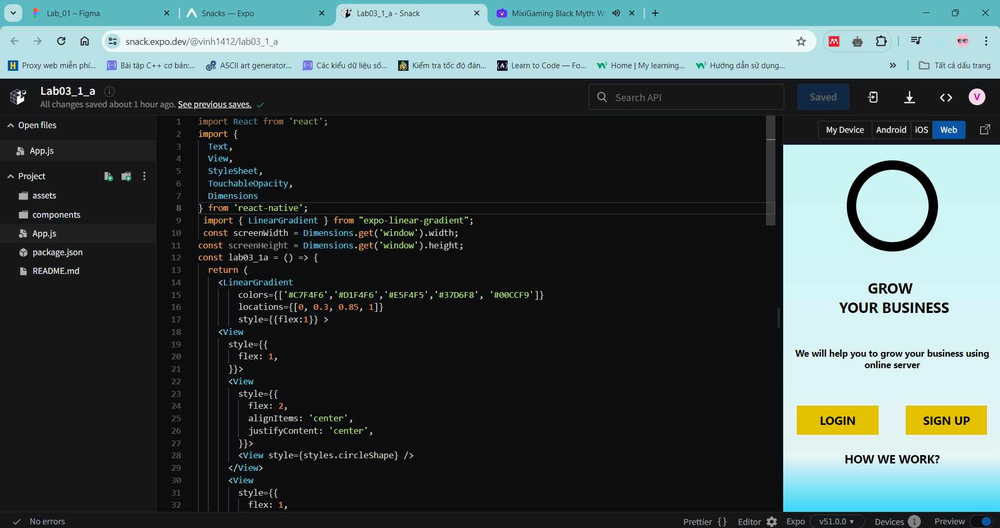 Lab_01 – Figma
Snacks — Expo
Lab03_1_a - Snack
MixiGaming Black Myth: Wu
snack.expo.dev/@vinh1412/lab03_1_a
Proxy web miễn phí...
Bài tập C++ cơ bản:...
ASCII art generator...
Các kiểu dữ liệu số...
Kiểm tra tốc độ đán...
Learn to Code — Fo...
Home | My learning...
Hướng dẫn sử dụng...
Tất cả dấu trang
Lab03_1_a
All changes saved about 1 hour ago. See previous saves.
Search API
Saved
V
Open files
App.js
Project
assets
components
App.js
package.json
README.md
1 import React from 'react';
2 import {
3 Text,
4 View,
5 StyleSheet,
6 TouchableOpacity,
7 Dimensions
8 } from 'react-native';
9 import { LinearGradient } from "expo-linear-gradient";
10 const screenWidth = Dimensions.get('window').width;
11 const screenHeight = Dimensions.get('window').height;
12 const lab03_1a = () => {
13 return (
14 <LinearGradient
15 colors={['#C7F4F6','#D1F4F6','#E5F4F5','#37D6F8', '#00CCF9']}
16 locations={[0, 0.3, 0.85, 1]}
17 style={{flex:1}} >
18 <View
19 style={{
20 flex: 1,
21 }}>
22 <View
23 style={{
24 flex: 2,
25 alignItems: 'center',
26 justifyContent: 'center',
27 }}>
28 <View style={styles.circleShape} />
29 </View>
30 <View
31 style={{
32 flex: 1,
My Device
Android
iOS
Web
GROW
YOUR BUSINESS
We will help you to grow your business using
online server
LOGIN
SIGN UP
HOW WE WORK?
No errors
Prettier {}
Editor
Expo
v51.0.0
Devices 1
Preview